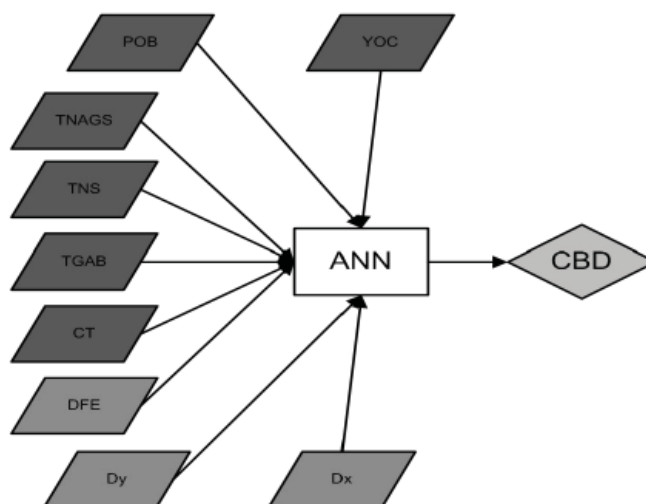 POB
YOC
TNAGS
TNS
TGAB
ANN
CBD
CT
DFE
Dy
Dx